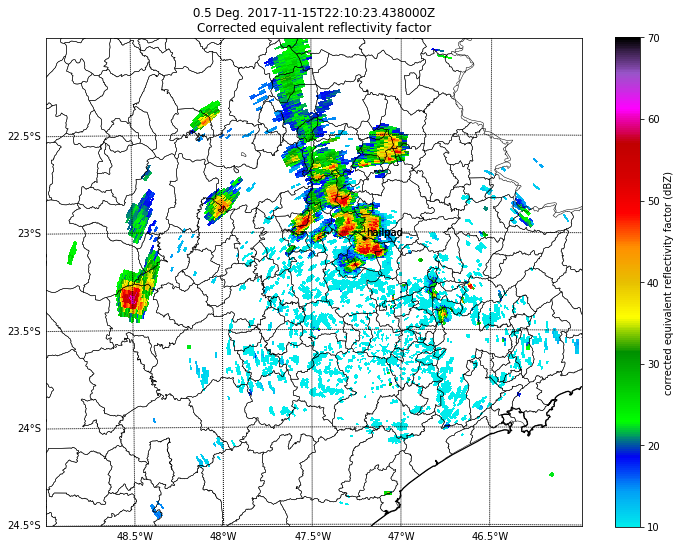 0.5 Deg. 2017-11-15T22:10:23.438000Z
Corrected equivalent reflectivity factor
22.5°S
23°S
23.5°S
24°S
24.5°S
48.5°W
48°W
47.5°W
47°W
46.5°W
hailpad
70
60
50
40
30
20
10
corrected equivalent reflectivity factor (dBZ)